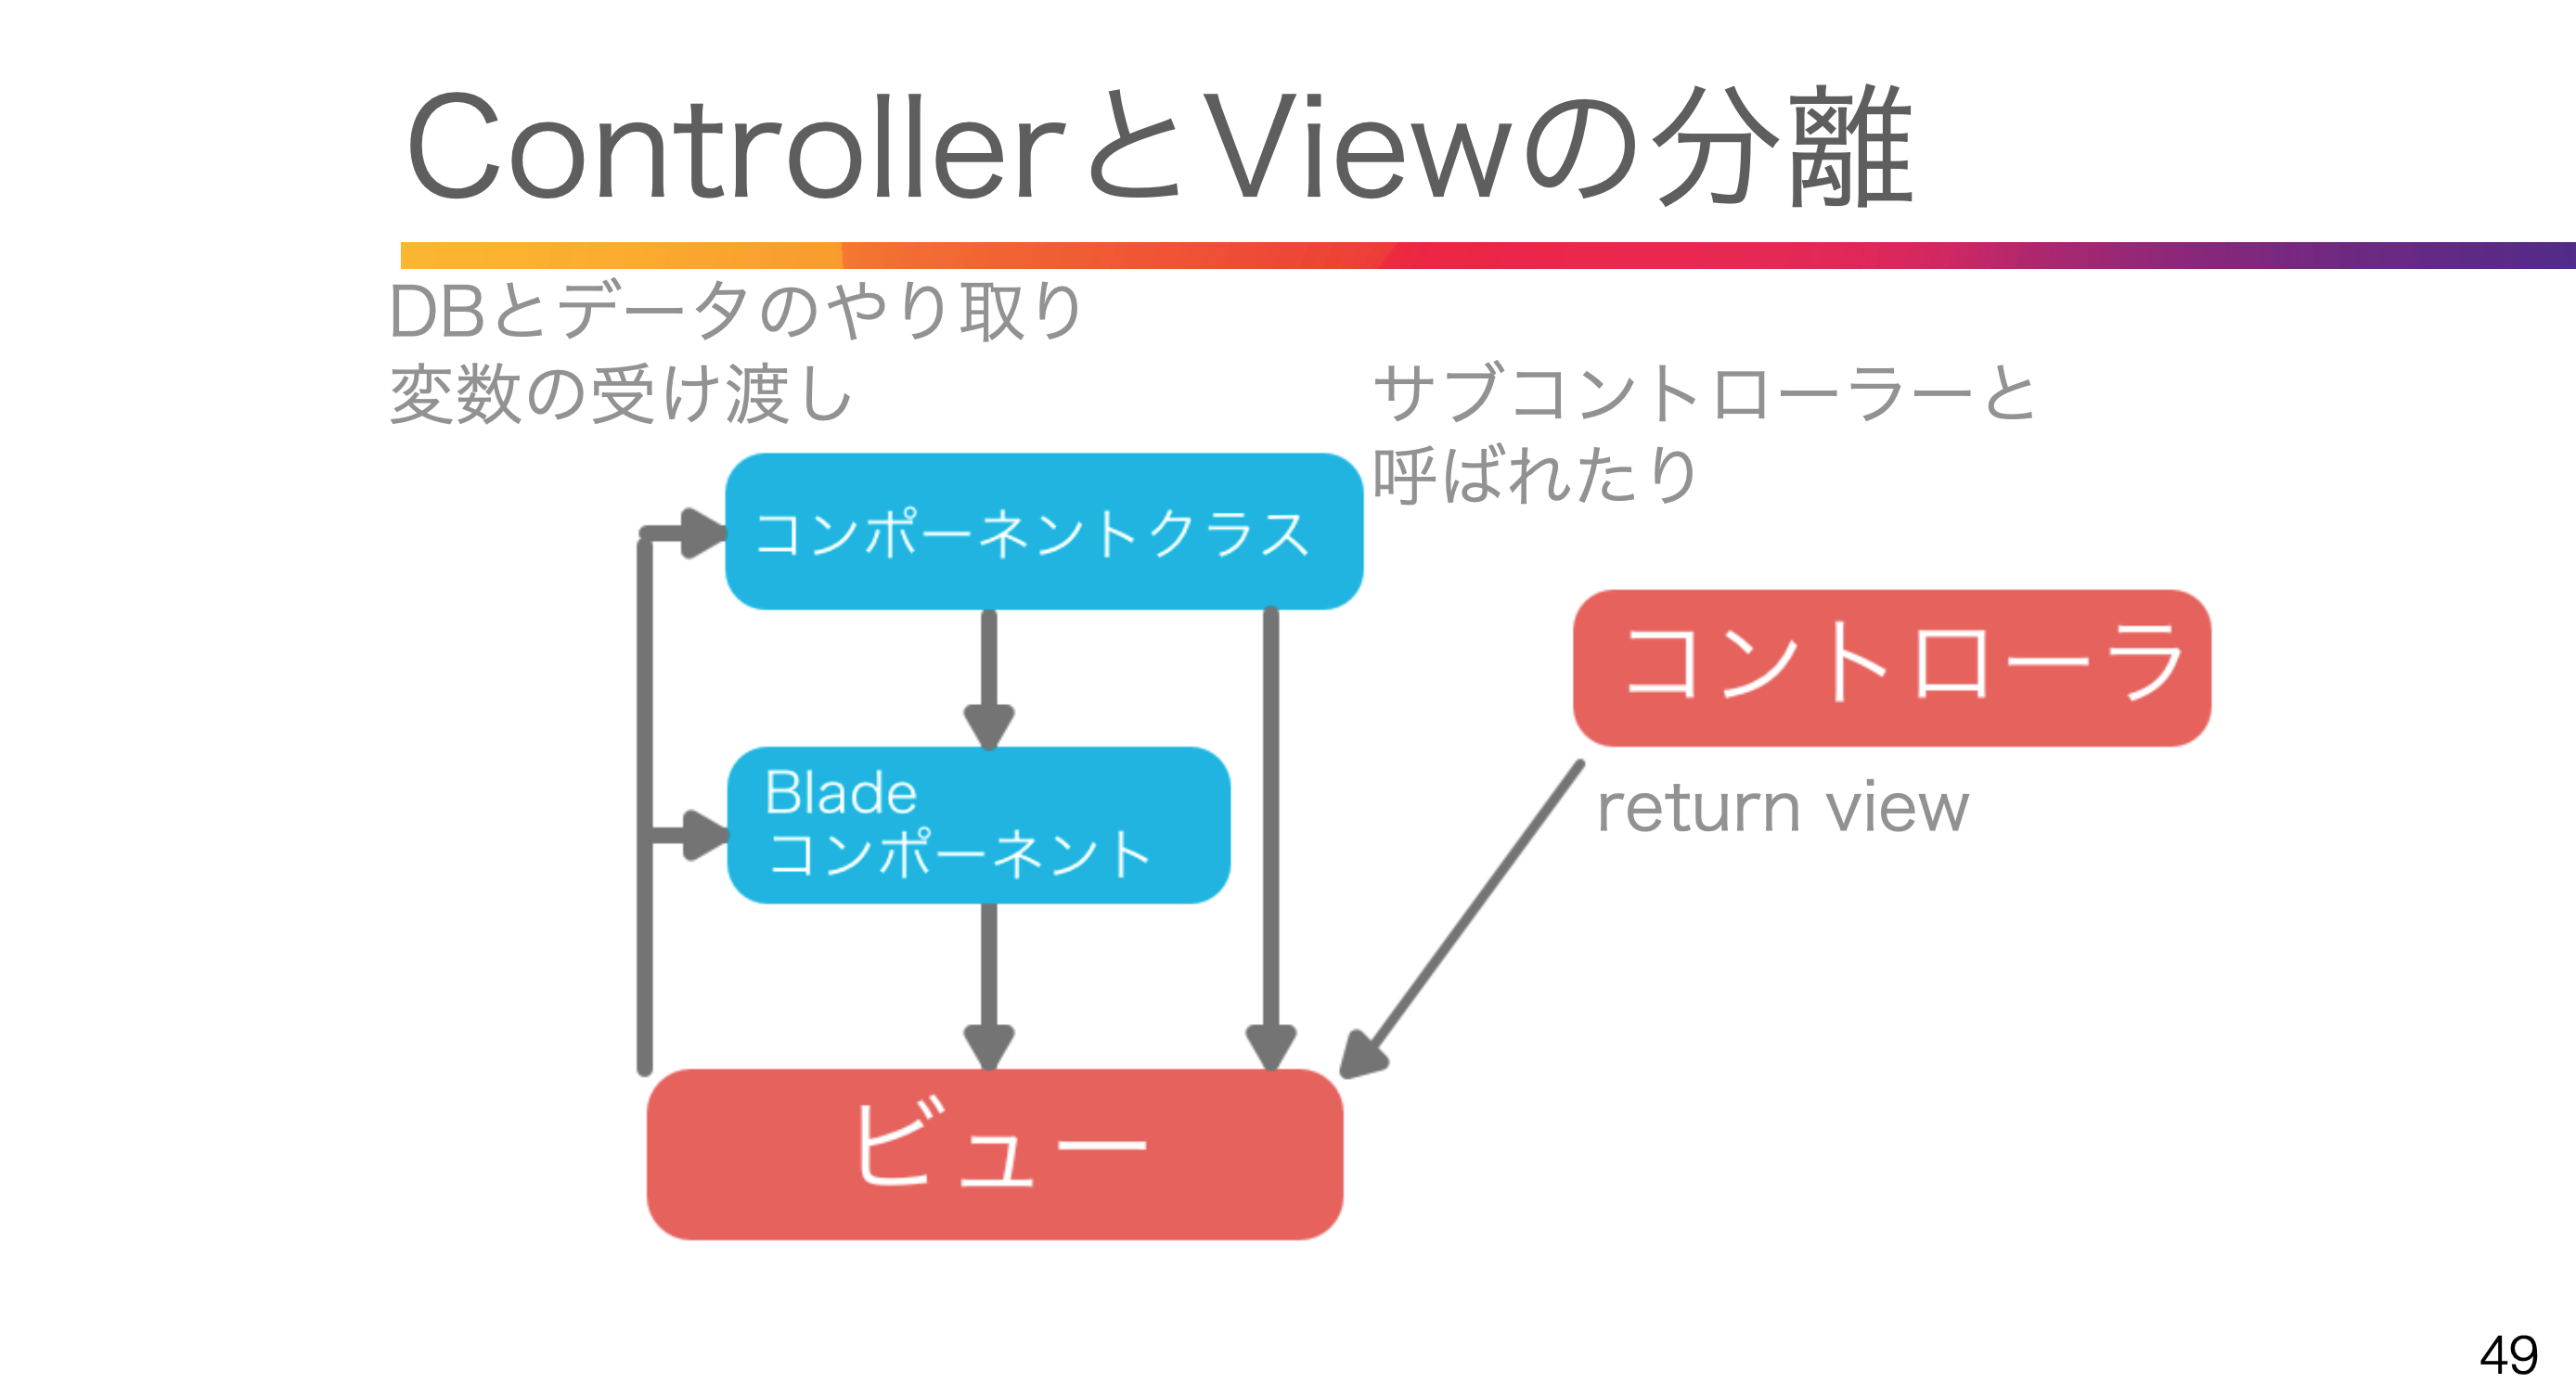 ControllerとViewの分離
DBとデータのやり取り
変数の受け渡し
サブコントローラーと
呼ばれたり
コンポーネントクラス
コントローラ
Blade
コンポーネント
return view
ビュー
49